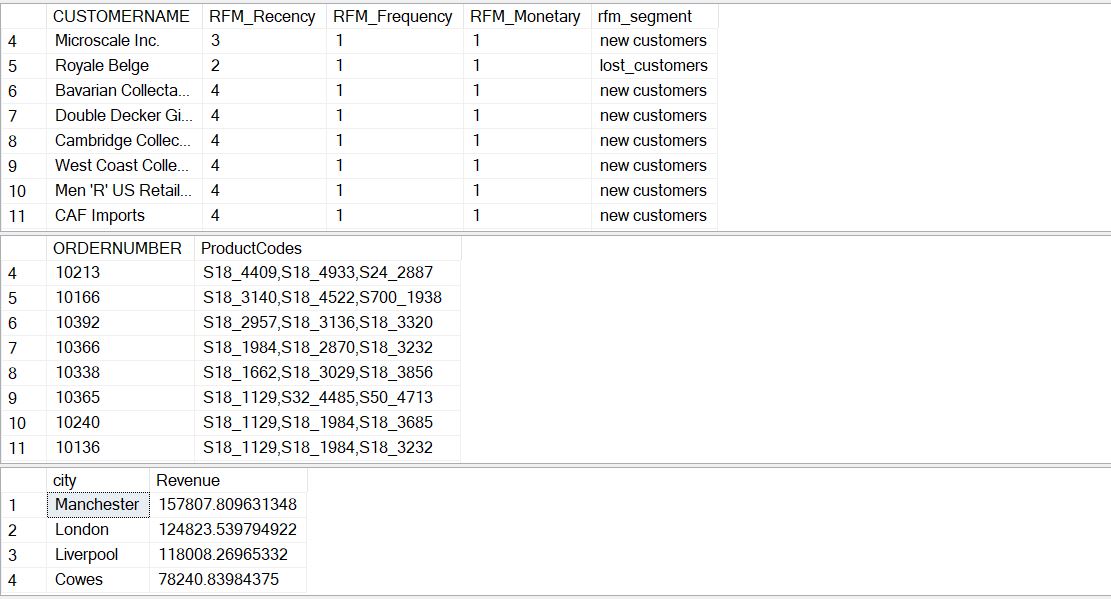 CUSTOMERNAME RFM_Recency RFM_Frequency RFM_Monetary rfm_segment
4 Microscale Inc. 3 1 1 new customers
5 Royale Belge 2 1 1 lost_customers
6 Bavarian Collecta... 4 1 1 new customers
7 Double Decker Gi... 4 1 1 new customers
8 Cambridge Collec... 4 1 1 new customers
9 West Coast Colle... 4 1 1 new customers
10 Men 'R' US Retail... 4 1 1 new customers
11 CAF Imports 4 1 1 new customers
ORDERNUMBER ProductCodes
4 10213 S18_4409,S18_4933,S24_2887
5 10166 S18_3140,S18_4522,S700_1938
6 10392 S18_2957,S18_3136,S18_3320
7 10366 S18_1984,S18_2870,S18_3232
8 10338 S18_1662,S18_3029,S18_3856
9 10365 S18_1129,S32_4485,S50_4713
10 10240 S18_1129,S18_1984,S18_3685
11 10136 S18_1129,S18_1984,S18_3232
city Revenue
1 Manchester 157807.809631348
2 London 124823.539794922
3 Liverpool 118008.26965332
4 Cowes 78240.83984375